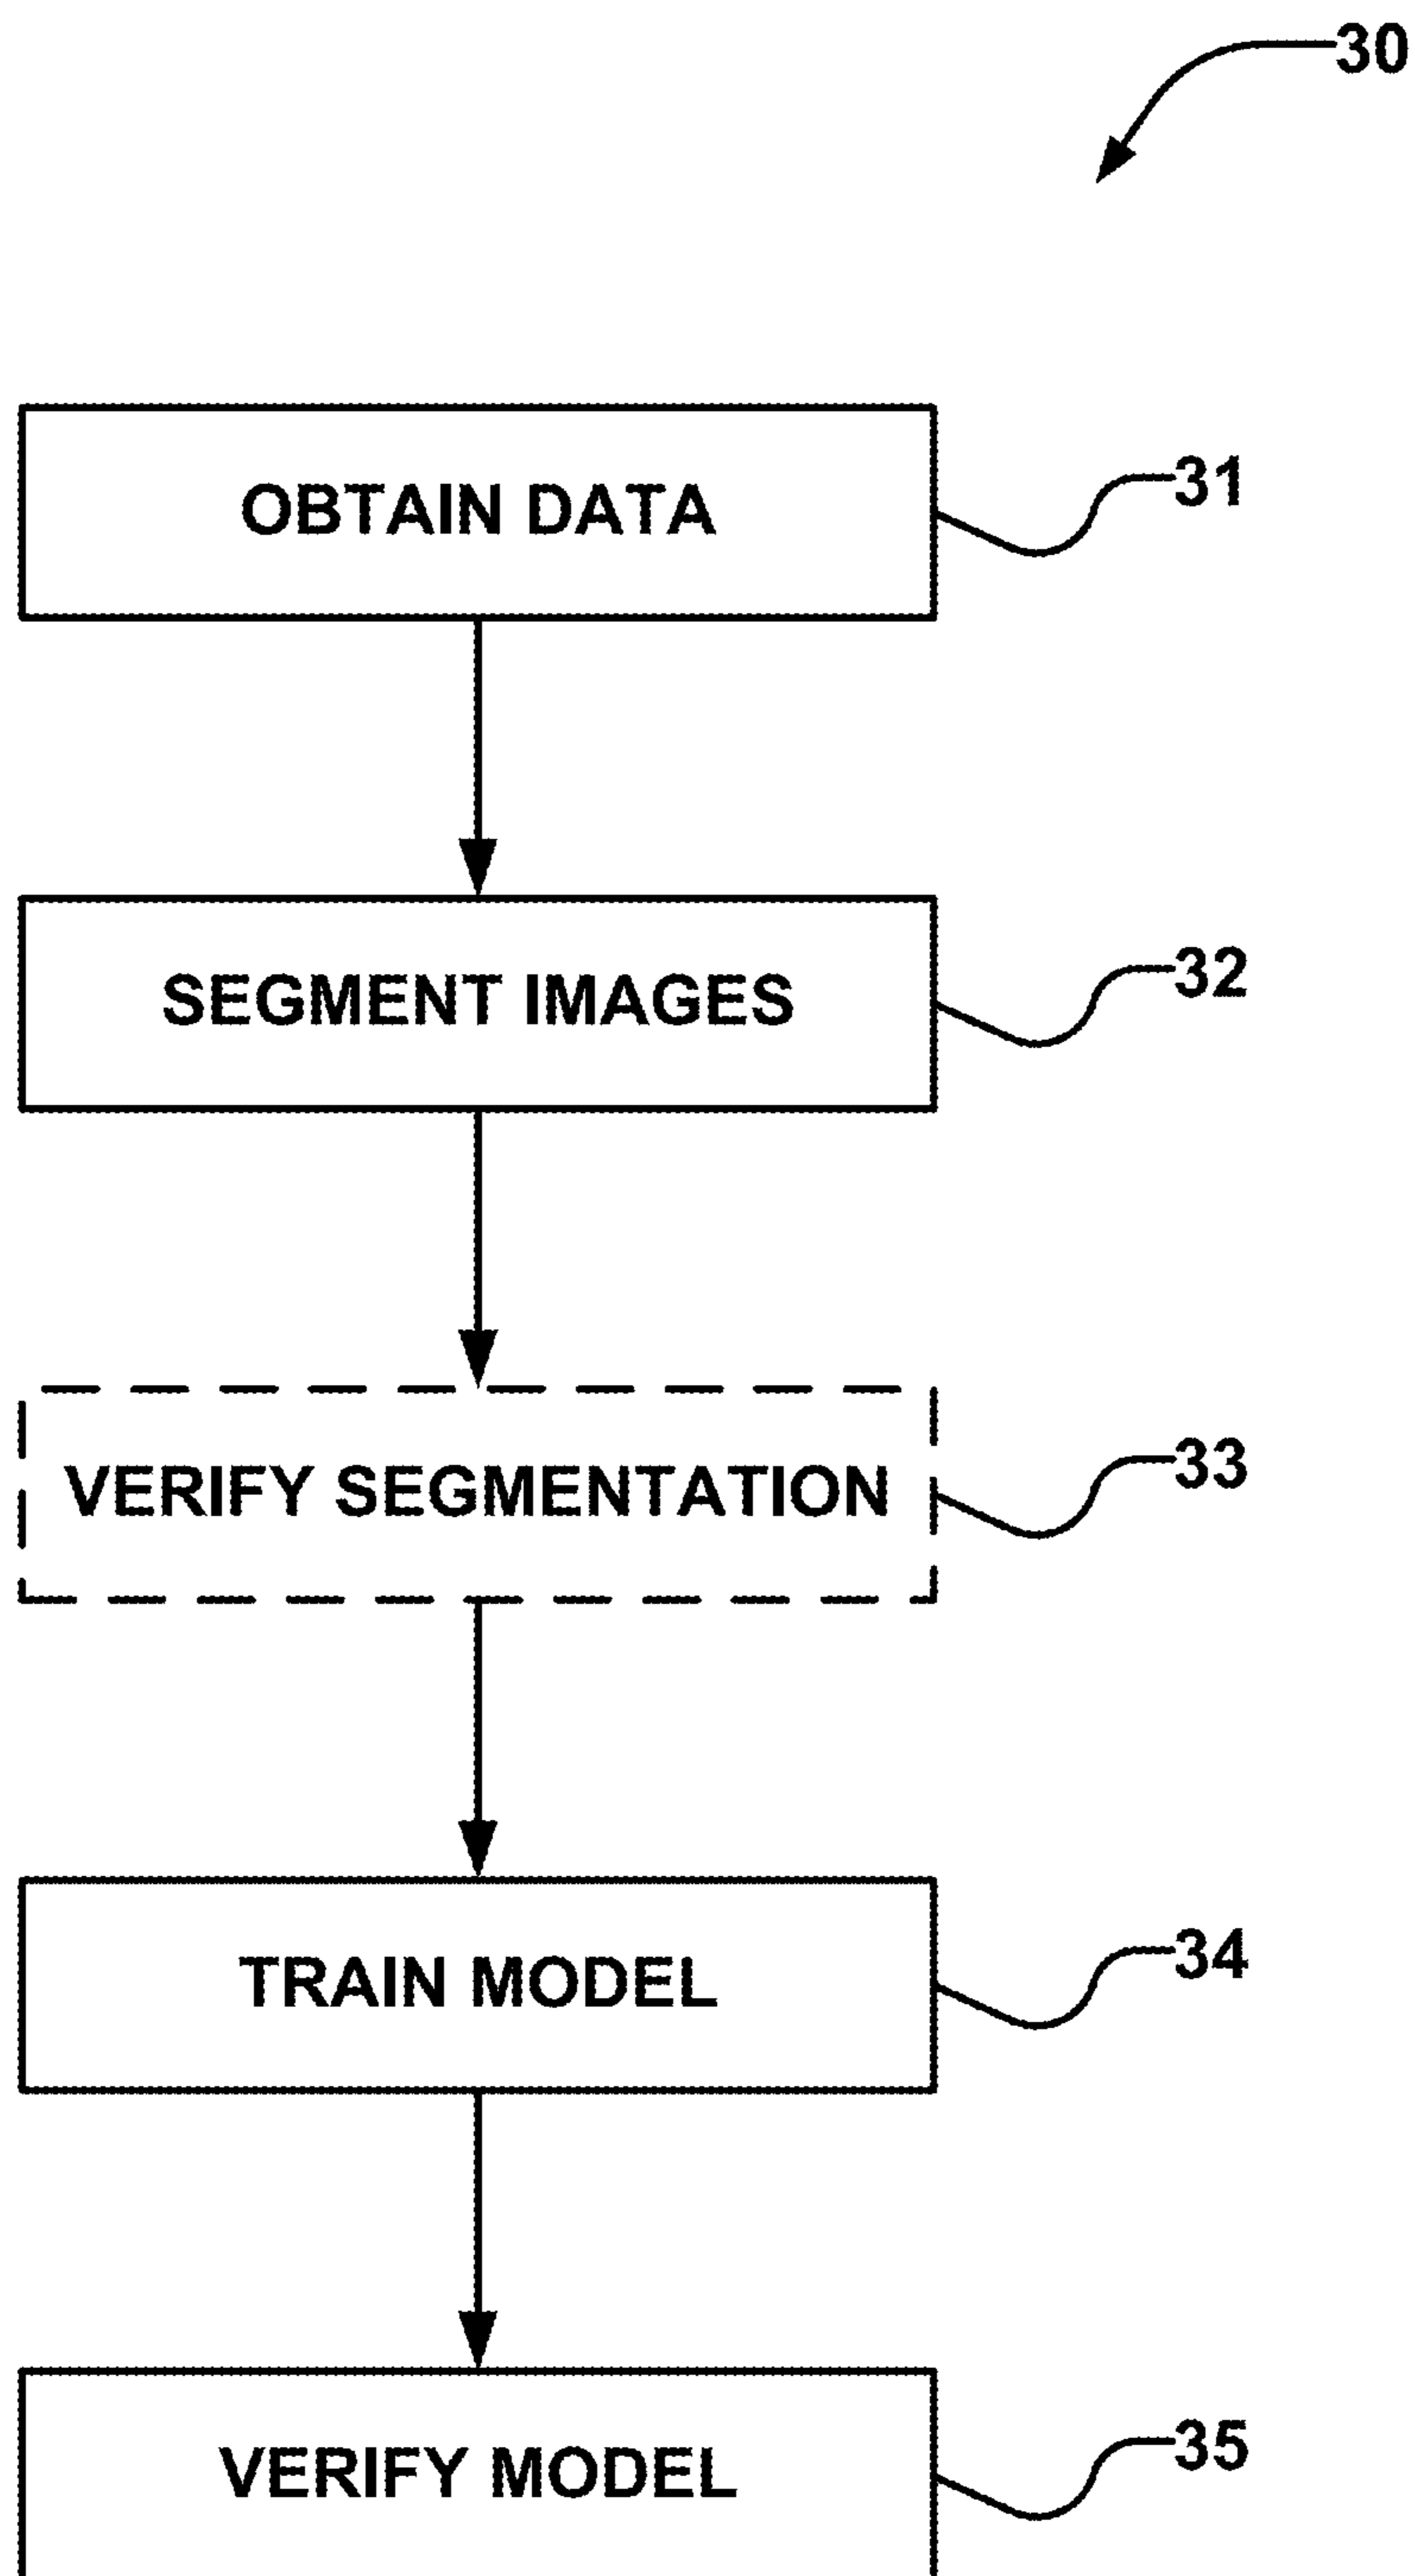 30
OBTAIN DATA
31
SEGMENT IMAGES
32
VERIFY SEGMENTATION
33
TRAIN MODEL
34
VERIFY MODEL
35